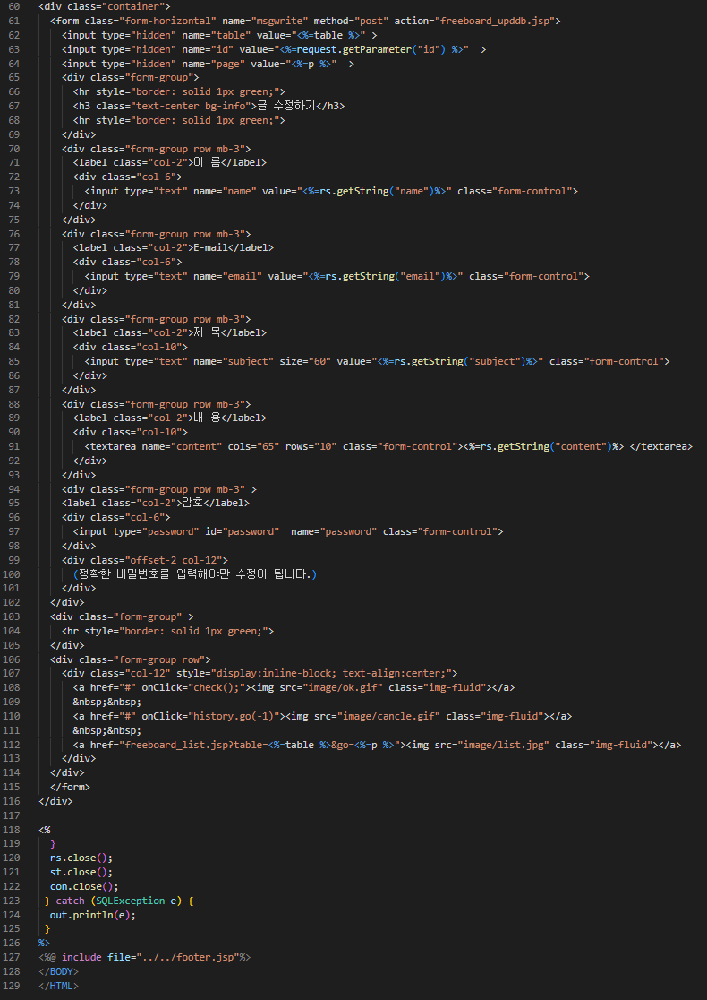 60 <div class="container">
61 <form class="form-horizontal" name="msgwrite" method="post" action="freeboard_upddb.jsp">
62 <input type="hidden" name="table" value="<%=table %>" >
63 <input type="hidden" name="id" value="<%=request.getParameter("id") %>"  >
64 <input type="hidden" name="page" value="<%=p %>"  >
65 <div class="form-group">
66 <hr style="border: solid 1px green;">
67 <h3 class="text-center bg-info">글 수정하기</h3>
68 <hr style="border: solid 1px green;">
69 </div>
70 <div class="form-group row mb-3">
71 <label class="col-2">이 름</label>
72 <div class="col-6">
73 <input type="text" name="name" value="<%=rs.getString("name")%>" class="form-control">
74 </div>
75 </div>
76 <div class="form-group row mb-3">
77 <label class="col-2">E-mail</label>
78 <div class="col-6">
79 <input type="text" name="email" value="<%=rs.getString("email")%>" class="form-control">
80 </div>
81 </div>
82 <div class="form-group row mb-3">
83 <label class="col-2">제 목</label>
84 <div class="col-10">
85 <input type="text" name="subject" size="60" value="<%=rs.getString("subject")%>" class="form-control">
86 </div>
87 </div>
88 <div class="form-group row mb-3">
89 <label class="col-2">내 용</label>
90 <div class="col-10">
91 <textarea name="content" cols="65" rows="10" class="form-control"><%=rs.getString("content")%> </textarea>
92 </div>
93 </div>
94 <div class="form-group row mb-3" >
95 <label class="col-2">암호</label>
96 <div class="col-6">
97 <input type="password" id="password"  name="password" class="form-control">
98 </div>
99 <div class="offset-2 col-12">
100 (정확한 비밀번호를 입력해야만 수정이 됩니다.)
101 </div>
102 </div>
103 <div class="form-group" >
104 <hr style="border: solid 1px green;">
105 </div>
106 <div class="form-group row">
107 <div class="col-12" style="display:inline-block; text-align:center;">
108 <a href="#" onClick="check();"><img src="image/ok.gif" class="img-fluid"></a>
109 &nbsp;&nbsp;
110 <a href="#" onClick="history.go(-1)"><img src="image/cancle.gif" class="img-fluid"></a>
111 &nbsp;&nbsp;
112 <a href="freeboard_list.jsp?table=<%=table %>&go=<%=p %>"><img src="image/list.jpg" class="img-fluid"></a>
113 </div>
114 </div>
115 </form>
116 </div>
117
118 <%
119 }
120 rs.close();
121 st.close();
122 con.close();
123 } catch (SQLException e) {
124 out.println(e);
125 }
126 %>
127 <%@ include file="../../footer.jsp"%>
128 </BODY>
129 </HTML>